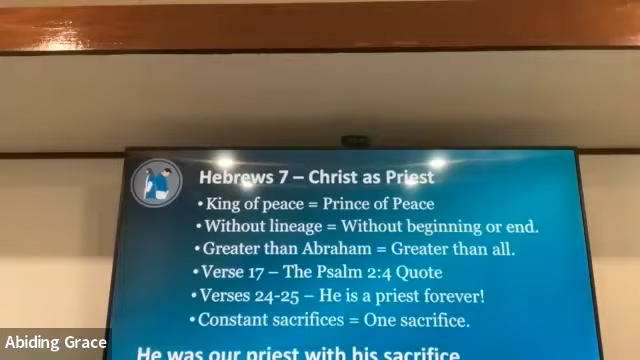 Hebrews 7 – Christ as Priest
• King of peace = Prince of Peace
• Without lineage = Without beginning or end.
• Greater than Abraham = Greater than all.
• Verse 17 – The Psalm 2:4 Quote
• Verses 24-25 – He is a priest forever!
• Constant sacrifices = One sacrifice.
He was our priest with his sacrifice
Abiding Grace